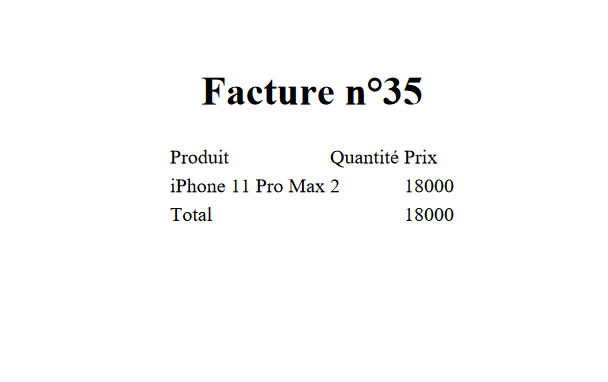 Facture n°35
Produit Quantité Prix
iPhone 11 Pro Max 2 18000
Total 18000